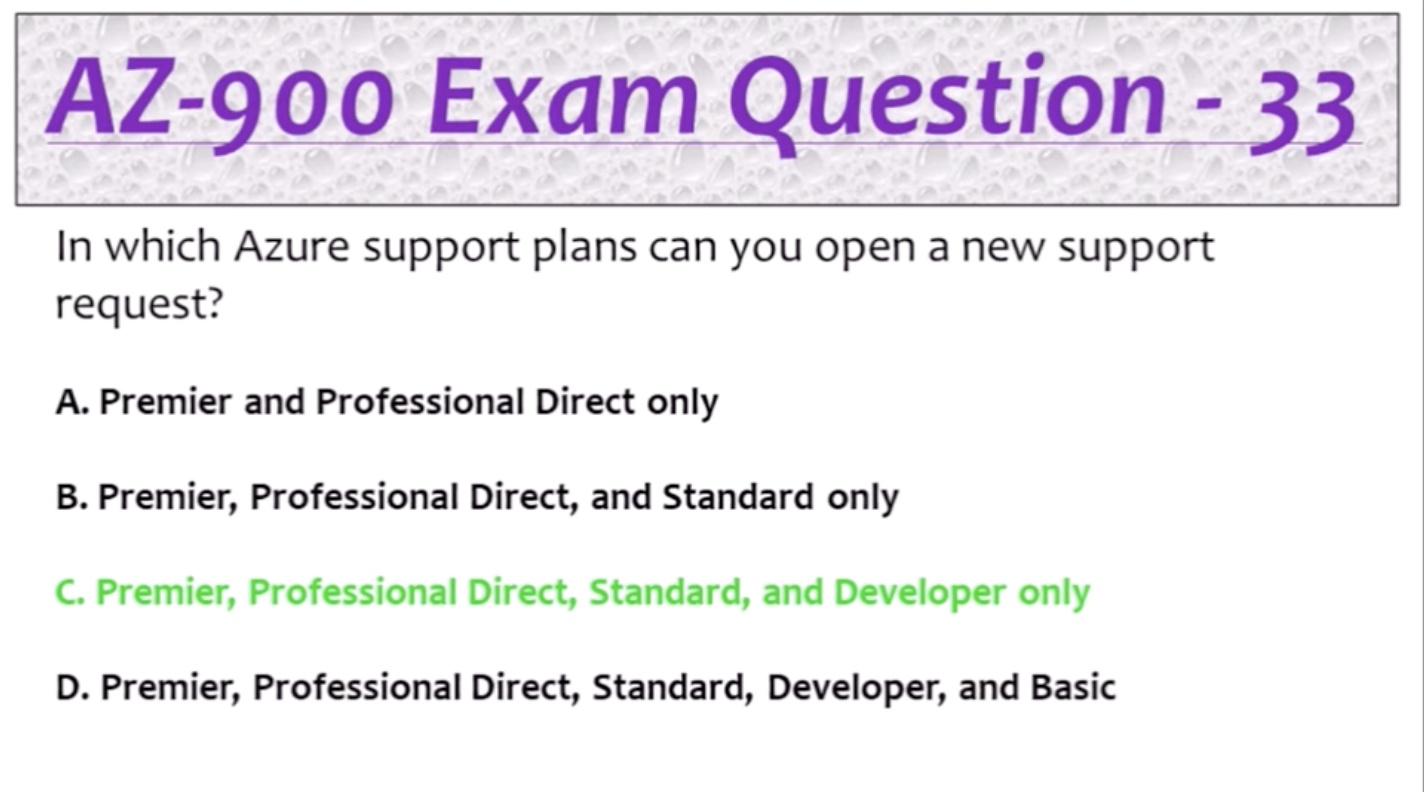 AZ-900 Exam Question - 33
In which Azure support plans can you open a new support
request?
A. Premier and Professional Direct only
B. Premier, Professional Direct, and Standard only
C. Premier, Professional Direct, Standard, and Developer only
D. Premier, Professional Direct, Standard, Developer, and Basic